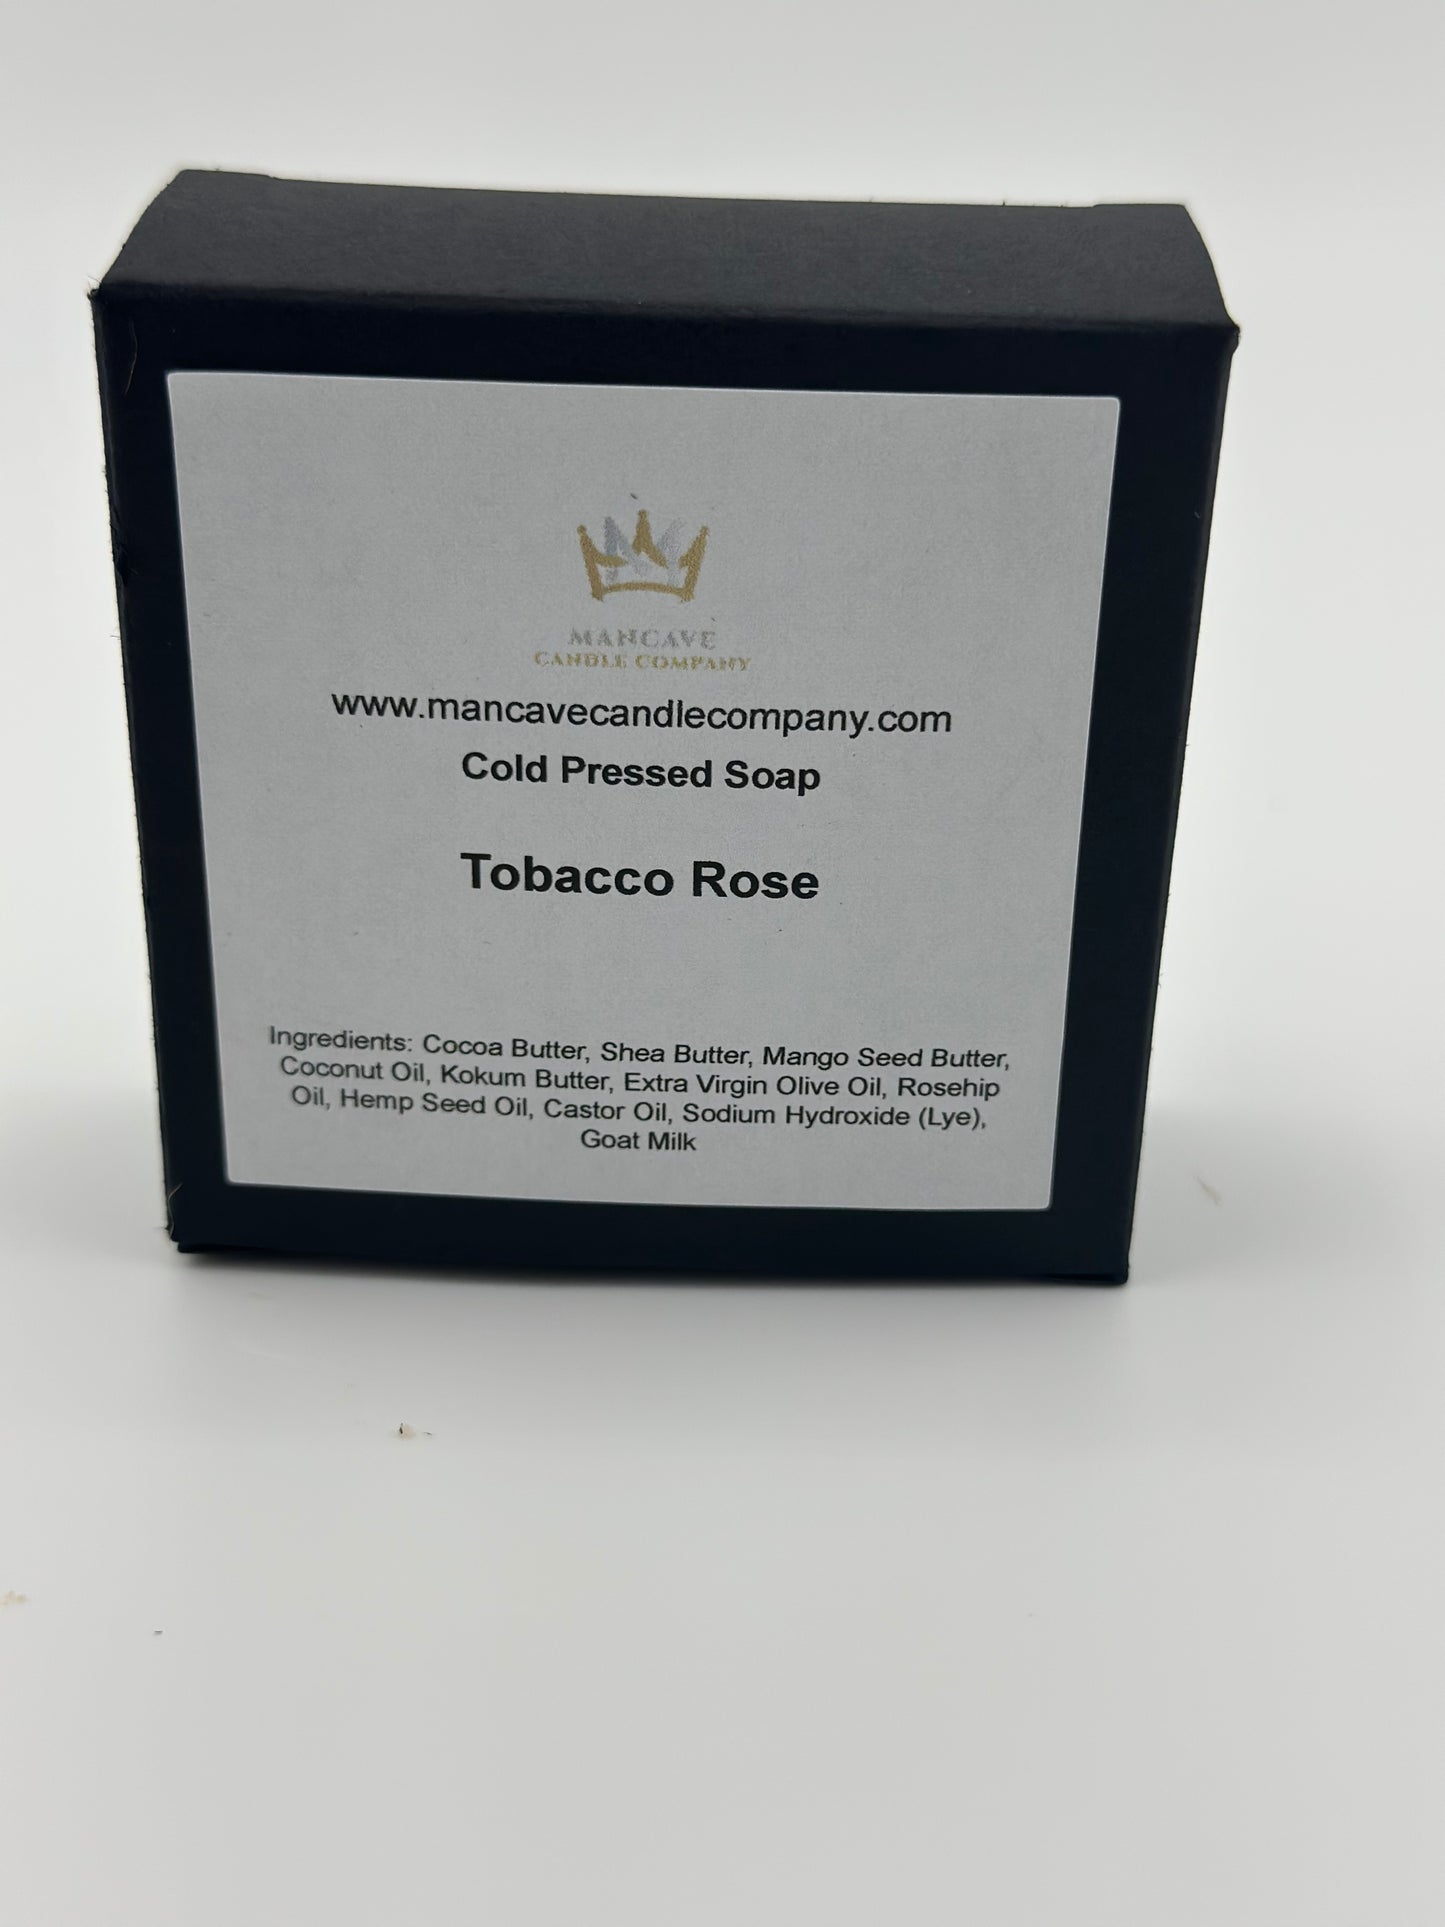 MANCAVE
CANDLE COMPANY
www.mancavecandlecompany.com
Cold Pressed Soap
Tobacco Rose
Ingredients: Cocoa Butter, Shea Butter, Mango Seed Butter,
Coconut Oil, Kokum Butter, Extra Virgin Olive Oil, Rosehip
Oil, Hemp Seed Oil, Castor Oil, Sodium Hydroxide (Lye),
Goat Milk